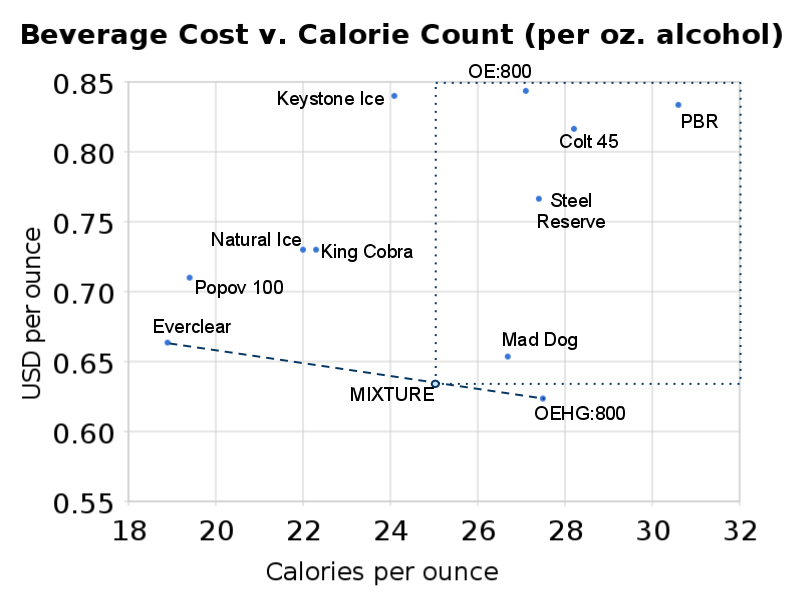 Beverage Cost v. Calorie Count (per oz. alcohol)
OE:800
0.85
Keystone Ice
PBR
Colt 45
0.80
Steel
Reserve
0.75
Natural Ice
King Cobra
Popov 100
0.70
Everclear
Mad Dog
0.65
MIXTURE
OEHG:800
0.60
0.55
USD per ounce
18 20 22 24 26 28 30 32
Calories per ounce